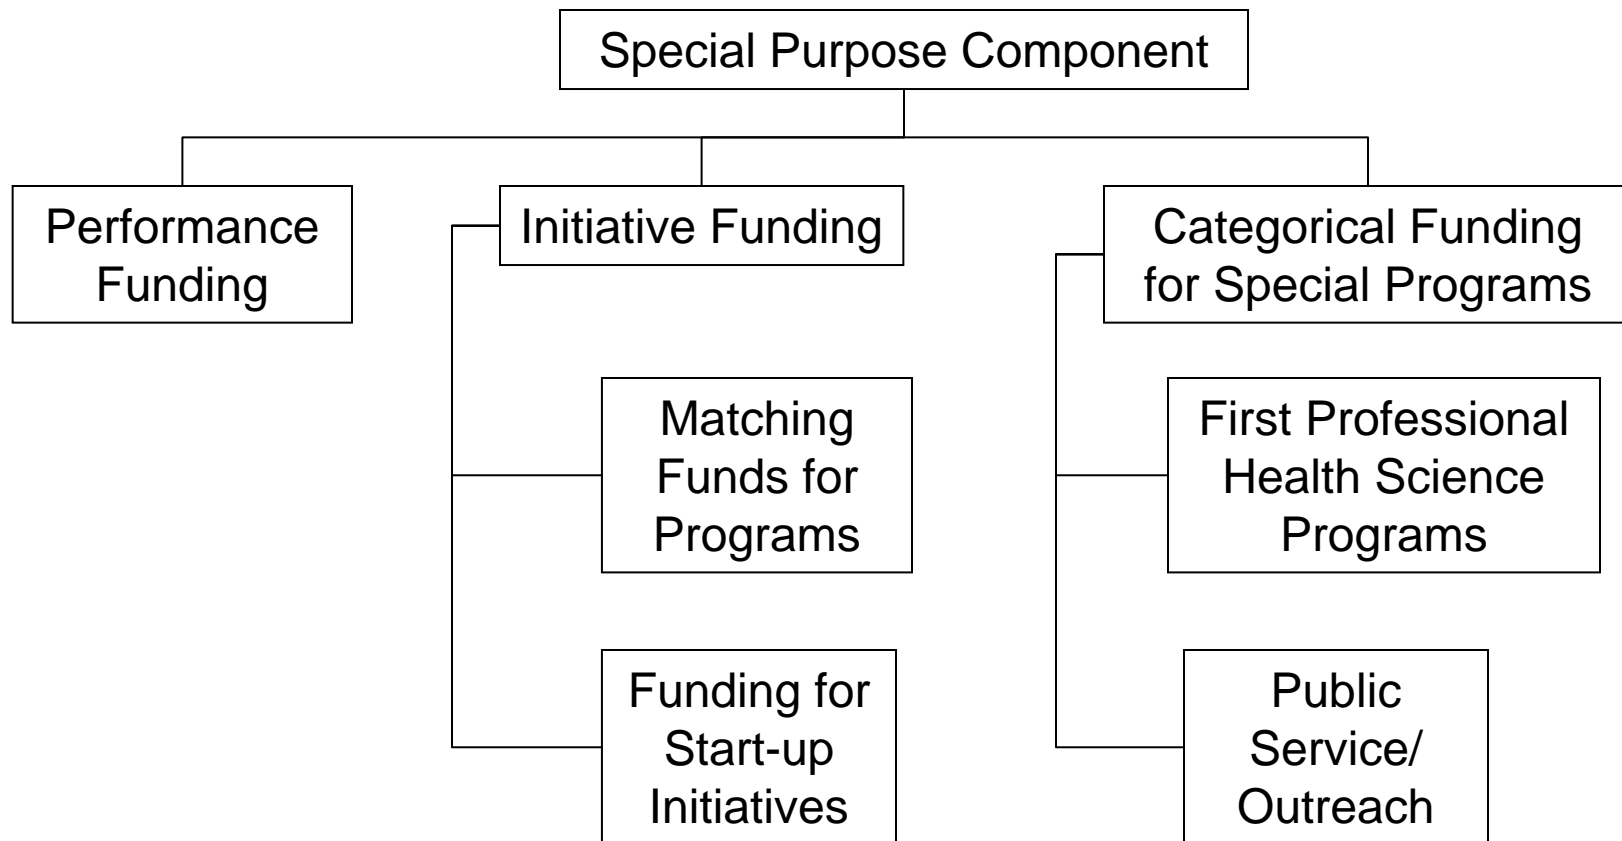 Special Purpose Component
Performance
Funding
Initiative Funding
Categorical Funding
for Special Programs
Matching
Funds for
Programs
First Professional
Health Science
Programs
Funding for
Start-up
Initiatives
Public
Service/
Outreach